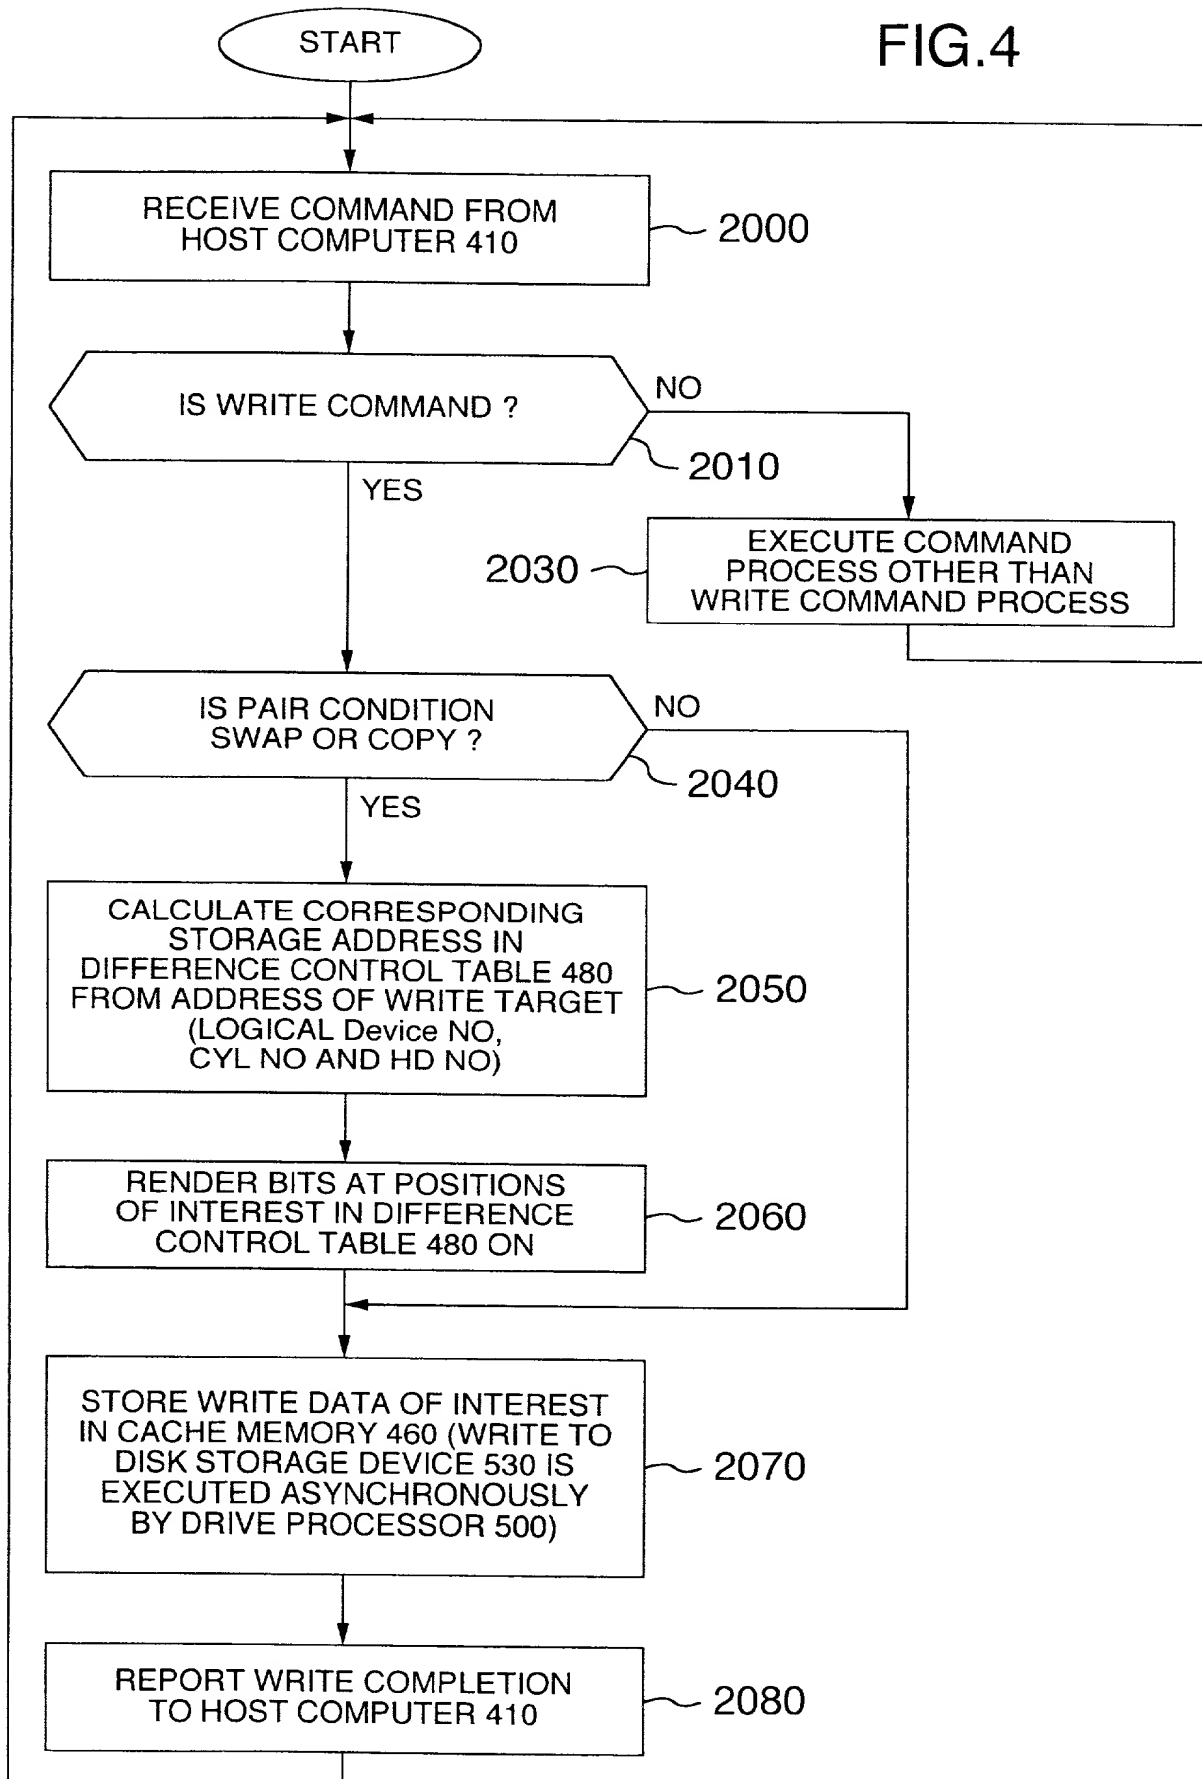 START
FIG.4
RECEIVE COMMAND FROM
HOST COMPUTER 410
2000
IS WRITE COMMAND ?
NO
2010
YES
EXECUTE COMMAND
PROCESS OTHER THAN
WRITE COMMAND PROCESS
2030
IS PAIR CONDITION
SWAP OR COPY ?
NO
2040
YES
CALCULATE CORRESPONDING
STORAGE ADDRESS IN
DIFFERENCE CONTROL TABLE 480
FROM ADDRESS OF WRITE TARGET
(LOGICAL Device NO,
CYL NO AND HD NO)
2050
RENDER BITS AT POSITIONS
OF INTEREST IN DIFFERENCE
CONTROL TABLE 480 ON
2060
STORE WRITE DATA OF INTEREST
IN CACHE MEMORY 460 (WRITE TO
DISK STORAGE DEVICE 530 IS
EXECUTED ASYNCHRONOUSLY
BY DRIVE PROCESSOR 500)
2070
REPORT WRITE COMPLETION
TO HOST COMPUTER 410
2080